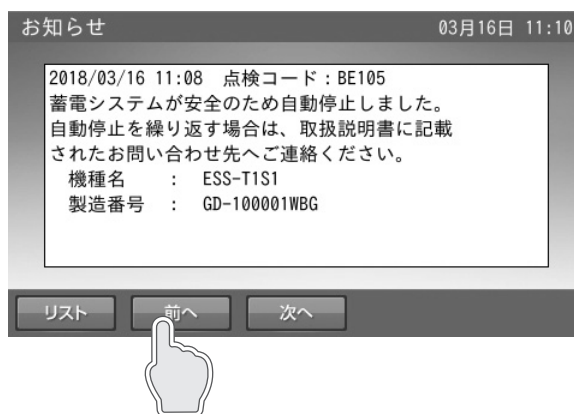 お知らせ 03月16日 11:10
2018/03/16 11:08 点検コード：BE105
蓄電システムが安全のため自動停止しました。
自動停止を繰り返す場合は、取扱説明書に記載
されたお問い合わせ先へご連絡ください。
機種名 ： ESS-T1S1
製造番号 ： GD-100001WBG
リスト 前へ 次へ